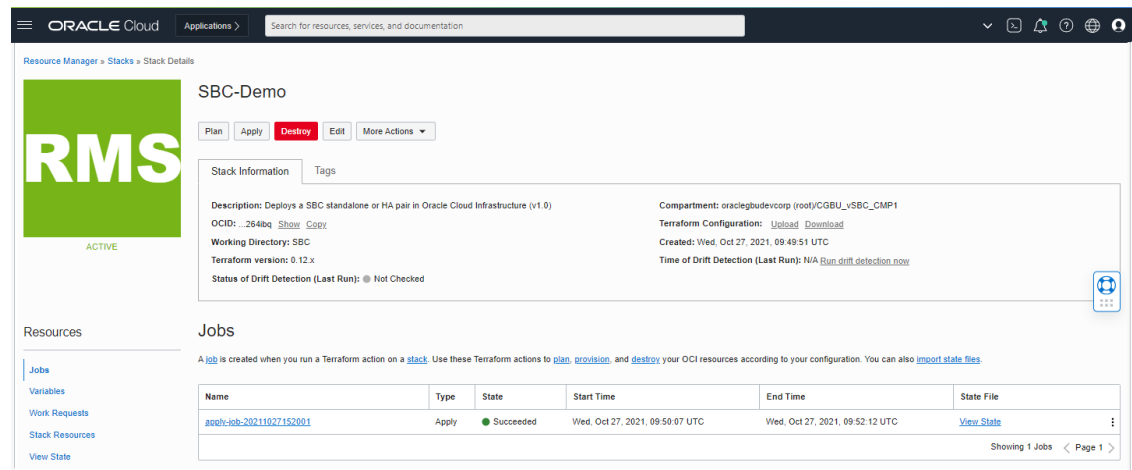 ORACLE Cloud Applications > Search for resources, services, and documentation
Resource Manager » Stacks » Stack Details
RMS
ACTIVE
SBC-Demo
Plan Apply Destroy Edit More Actions
Stack Information Tags
Description: Deploys a SBC standalone or HA pair in Oracle Cloud Infrastructure (v1.0)
OCID: ...264ibq Show Copy
Working Directory: SBC
Terraform version: 0.12.x
Status of Drift Detection (Last Run): Not Checked
Compartment: oraclegbudevcorp (root)/CGBU_vSBC_CMP1
Terraform Configuration: Upload Download
Created: Wed, Oct 27, 2021, 09:49:51 UTC
Time of Drift Detection (Last Run): N/A Run drift detection now
Resources
Jobs
Variables
Work Requests
Stack Resources
View State
Jobs
A job is created when you run a Terraform action on a stack. Use these Terraform actions to plan, provision, and destroy your OCI resources according to your configuration. You can also import state files.
Name Type State Start Time End Time State File
apply-job-20211027152001 Apply Succeeded Wed, Oct 27, 2021, 09:50:07 UTC Wed, Oct 27, 2021, 09:52:12 UTC View State
Showing 1 Jobs < Page 1 >